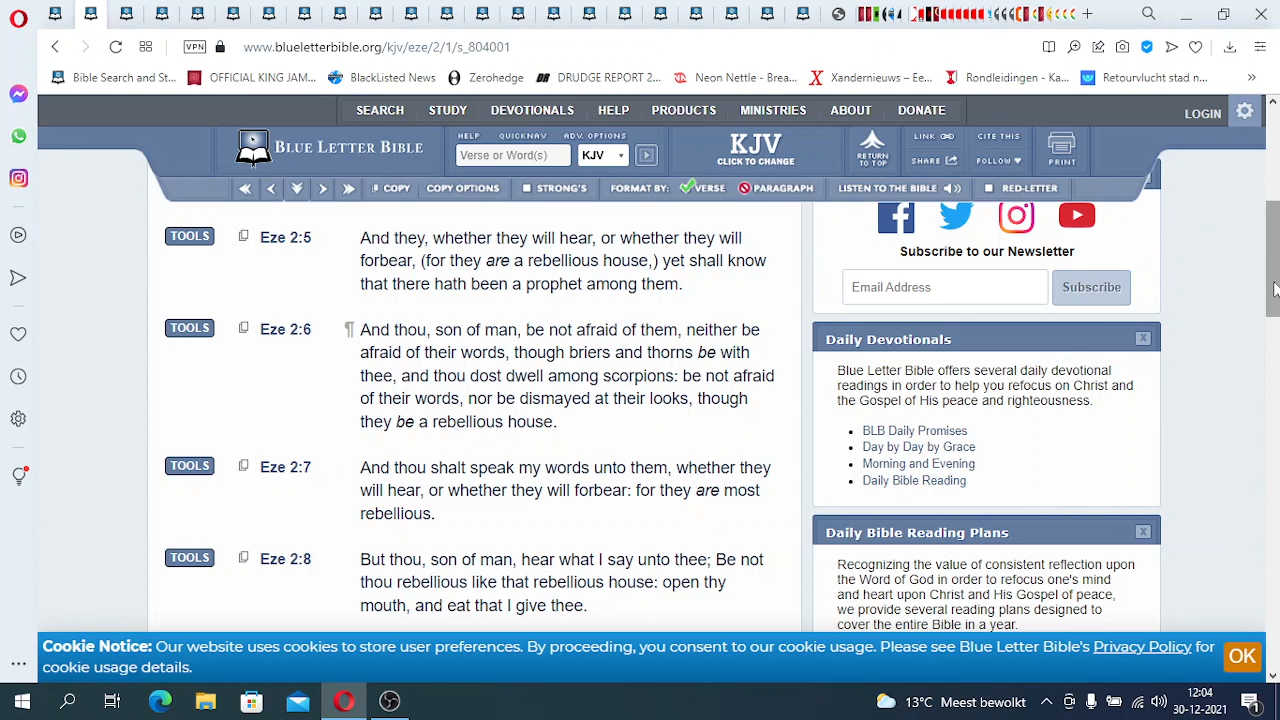 www.blueletterbible.org/kjv/eze/2/1/s_804001
VPN
Bible Search and St...
OFFICIAL KING JAM...
BlackListed News
Zerohedge
DRUDGE REPORT 2...
Neon Nettle - Brea...
Xandernieuws – Ee...
Rondleidingen - Ka...
Retourvlucht stad n...
SEARCH
STUDY
DEVOTIONALS
HELP
PRODUCTS
MINISTRIES
ABOUT
DONATE
LOGIN
BLUE LETTER BIBLE
HELP
QUICKNAV
ADV. OPTIONS
Verse or Word(s)
KJV
KJV
CLICK TO CHANGE
RETURN
TO TOP
LINK
SHARE
CITE THIS
FOLLOW
PRINT
COPY
COPY OPTIONS
STRONG'S
FORMAT BY:
VERSE
PARAGRAPH
LISTEN TO THE BIBLE
RED-LETTER
TOOLS
Eze 2:5
And they, whether they will hear, or whether they will
forbear, (for they are a rebellious house,) yet shall know
that there hath been a prophet among them.
TOOLS
Eze 2:6
¶ And thou, son of man, be not afraid of them, neither be
afraid of their words, though briers and thorns be with
thee, and thou dost dwell among scorpions: be not afraid
of their words, nor be dismayed at their looks, though
they be a rebellious house.
TOOLS
Eze 2:7
And thou shalt speak my words unto them, whether they
will hear, or whether they will forbear: for they are most
rebellious.
TOOLS
Eze 2:8
But thou, son of man, hear what I say unto thee; Be not
thou rebellious like that rebellious house: open thy
mouth, and eat that I give thee.
Subscribe to our Newsletter
Email Address
Subscribe
Daily Devotionals
Blue Letter Bible offers several daily devotional
readings in order to help you refocus on Christ and
the Gospel of His peace and righteousness.
BLB Daily Promises
Day by Day by Grace
Morning and Evening
Daily Bible Reading
Daily Bible Reading Plans
Recognizing the value of consistent reflection upon
the Word of God in order to refocus one's mind
and heart upon Christ and His Gospel of peace,
we provide several reading plans designed to
cover the entire Bible in a year.
Cookie Notice: Our website uses cookies to store user preferences. By proceeding, you consent to our cookie usage. Please see Blue Letter Bible's Privacy Policy for
cookie usage details.
OK
13°C Meest bewolkt
12:04
30-12-2021
1